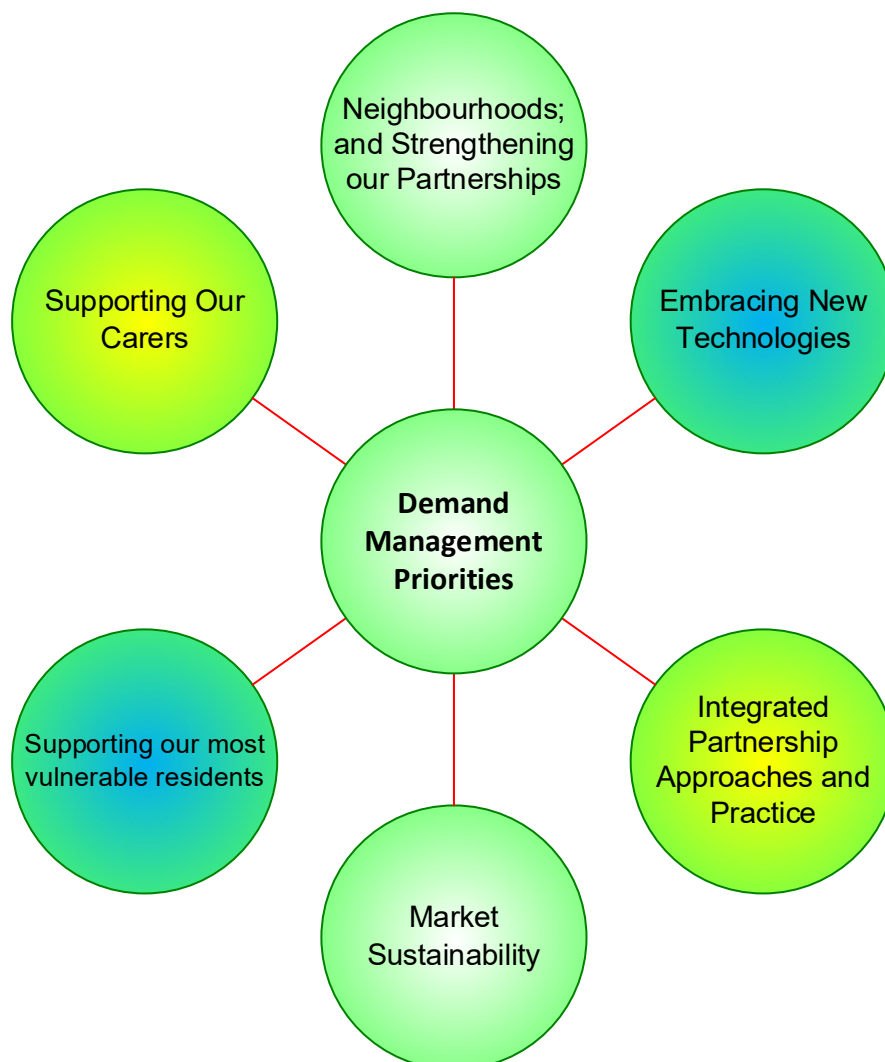 Neighbourhoods;
and Strengthening
our Partnerships
Supporting Our
Carers
Embracing New
Technologies
Demand
Management
Priorities
Supporting our most
vulnerable residents
Integrated
Partnership
Approaches and
Practice
Market
Sustainability